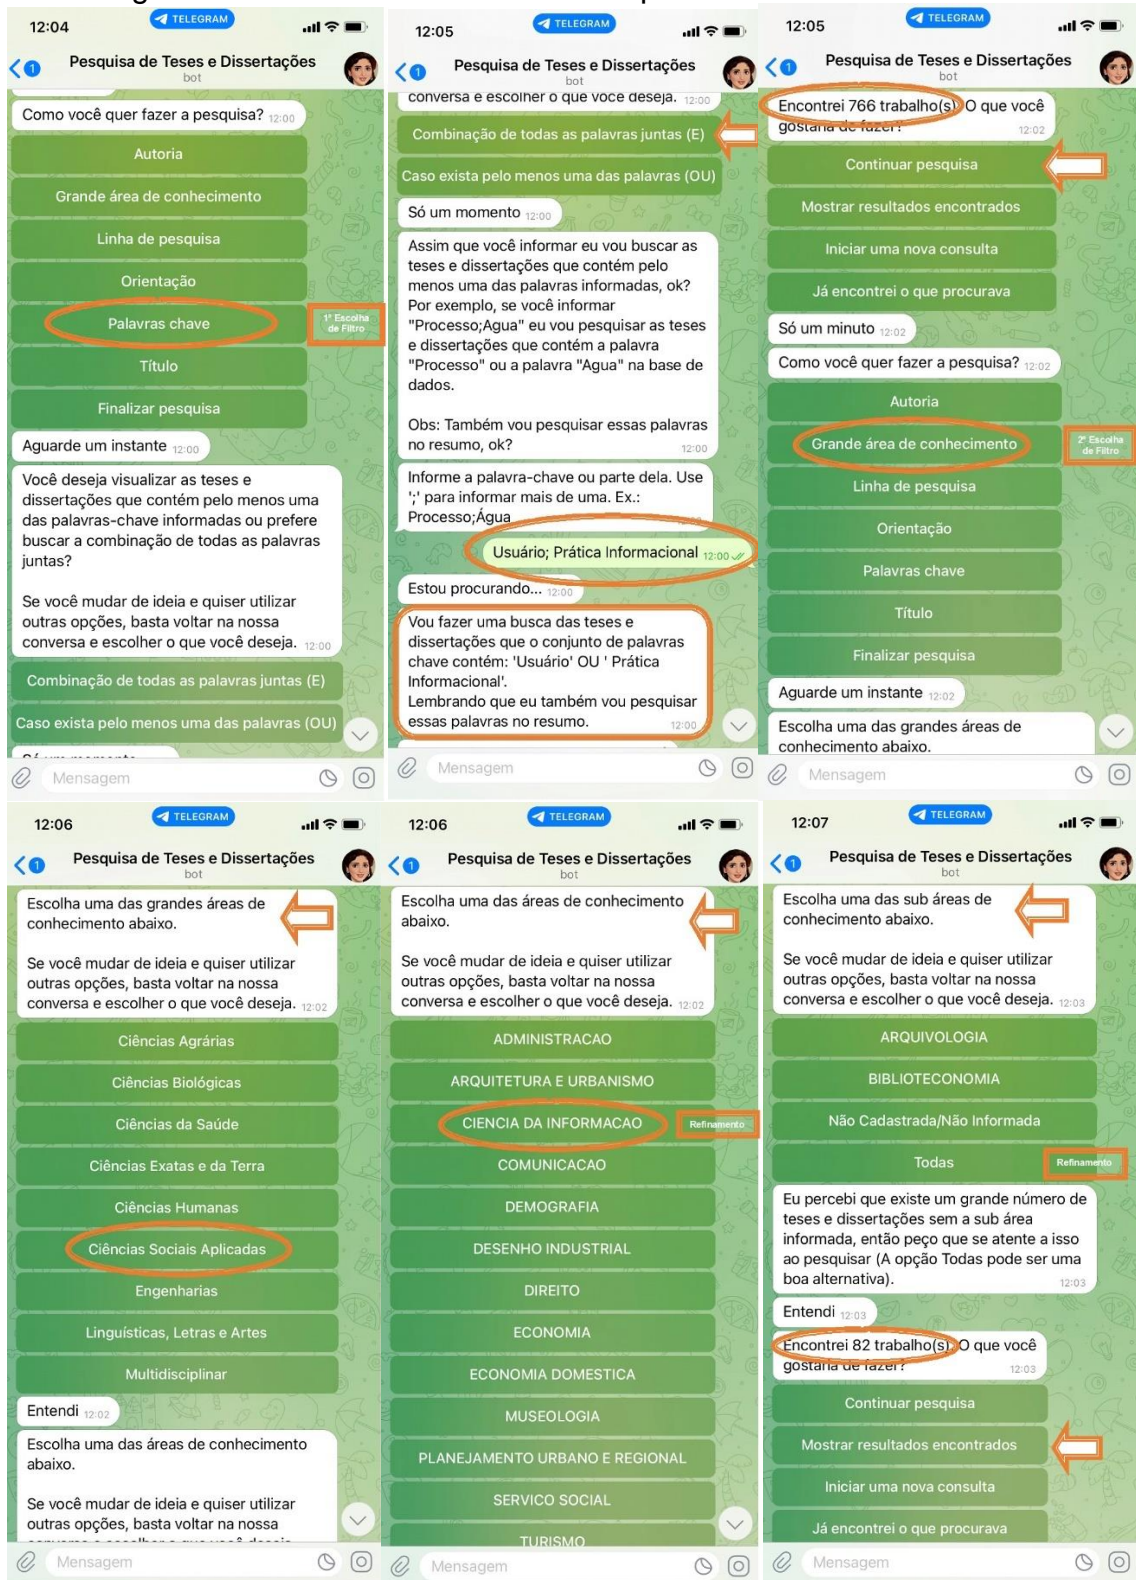 12:04
TELEGRAM
1
Pesquisa de Teses e Dissertações
bot
Como você quer fazer a pesquisa? 12:00
Autoria
Grande área de conhecimento
Linha de pesquisa
Orientação
Palavras chave
1ª Escolha
de Filtro
Título
Finalizar pesquisa
Aguarde um instante 12:00
Você deseja visualizar as teses e
dissertações que contém pelo menos uma
das palavras-chave informadas ou prefere
buscar a combinação de todas as palavras
juntas?
Se você mudar de ideia e quiser utilizar
outras opções, basta voltar na nossa
conversa e escolher o que você deseja. 12:00
Combinação de todas as palavras juntas (E)
Caso exista pelo menos uma das palavras (OU)
Mensagem
12:05
TELEGRAM
1
Pesquisa de Teses e Dissertações
bot
conversa e escolher o que você deseja. 12:00
Combinação de todas as palavras juntas (E)
Caso exista pelo menos uma das palavras (OU)
Só um momento 12:00
Assim que você informar eu vou buscar as
teses e dissertações que contém pelo
menos uma das palavras informadas, ok?
Por exemplo, se você informar
"Processo;Agua" eu vou pesquisar as teses
e dissertações que contém a palavra
"Processo" ou a palavra "Agua" na base de
dados.
Obs: Também vou pesquisar essas palavras
no resumo, ok? 12:00
Informe a palavra-chave ou parte dela. Use
';' para informar mais de uma. Ex.:
Processo;Água
Usuário; Prática Informacional 12:00
Estou procurando... 12:00
Vou fazer uma busca das teses e
dissertações que o conjunto de palavras
chave contém: 'Usuário' OU ' Prática
Informacional'.
Lembrando que eu também vou pesquisar
essas palavras no resumo. 12:00
Mensagem
12:05
TELEGRAM
1
Pesquisa de Teses e Dissertações
bot
Encontrei 766 trabalho(s). O que você
gostaria de fazer? 12:02
Continuar pesquisa
Mostrar resultados encontrados
Iniciar uma nova consulta
Já encontrei o que procurava
Só um minuto 12:02
Como você quer fazer a pesquisa? 12:02
Autoria
Grande área de conhecimento
2ª Escolha
de Filtro
Linha de pesquisa
Orientação
Palavras chave
Título
Finalizar pesquisa
Aguarde um instante 12:02
Escolha uma das grandes áreas de
conhecimento abaixo.
Mensagem
12:06
TELEGRAM
1
Pesquisa de Teses e Dissertações
bot
Escolha uma das grandes áreas de
conhecimento abaixo.
Se você mudar de ideia e quiser utilizar
outras opções, basta voltar na nossa
conversa e escolher o que você deseja. 12:02
Ciências Agrárias
Ciências Biológicas
Ciências da Saúde
Ciências Exatas e da Terra
Ciências Humanas
Ciências Sociais Aplicadas
Engenharias
Linguísticas, Letras e Artes
Multidisciplinar
Entendi 12:02
Escolha uma das áreas de conhecimento
abaixo.
Se você mudar de ideia e quiser utilizar
outras opções, basta voltar na nossa
Mensagem
12:06
TELEGRAM
1
Pesquisa de Teses e Dissertações
bot
Escolha uma das áreas de conhecimento
abaixo.
Se você mudar de ideia e quiser utilizar
outras opções, basta voltar na nossa
conversa e escolher o que você deseja. 12:02
ADMINISTRACAO
ARQUITETURA E URBANISMO
CIENCIA DA INFORMACAO
Refinamento
COMUNICACAO
DEMOGRAFIA
DESENHO INDUSTRIAL
DIREITO
ECONOMIA
ECONOMIA DOMESTICA
MUSEOLOGIA
PLANEJAMENTO URBANO E REGIONAL
SERVICO SOCIAL
TURISMO
Mensagem
12:07
TELEGRAM
1
Pesquisa de Teses e Dissertações
bot
Escolha uma das sub áreas de
conhecimento abaixo.
Se você mudar de ideia e quiser utilizar
outras opções, basta voltar na nossa
conversa e escolher o que você deseja. 12:03
ARQUIVOLOGIA
BIBLIOTECONOMIA
Não Cadastrada/Não Informada
Todas
Refinamento
Eu percebi que existe um grande número de
teses e dissertações sem a sub área
informada, então peço que se atente a isso
ao pesquisar (A opção Todas pode ser uma
boa alternativa). 12:03
Entendi 12:03
Encontrei 82 trabalho(s). O que você
gostaria de fazer? 12:03
Continuar pesquisa
Mostrar resultados encontrados
Iniciar uma nova consulta
Já encontrei o que procurava
Mensagem